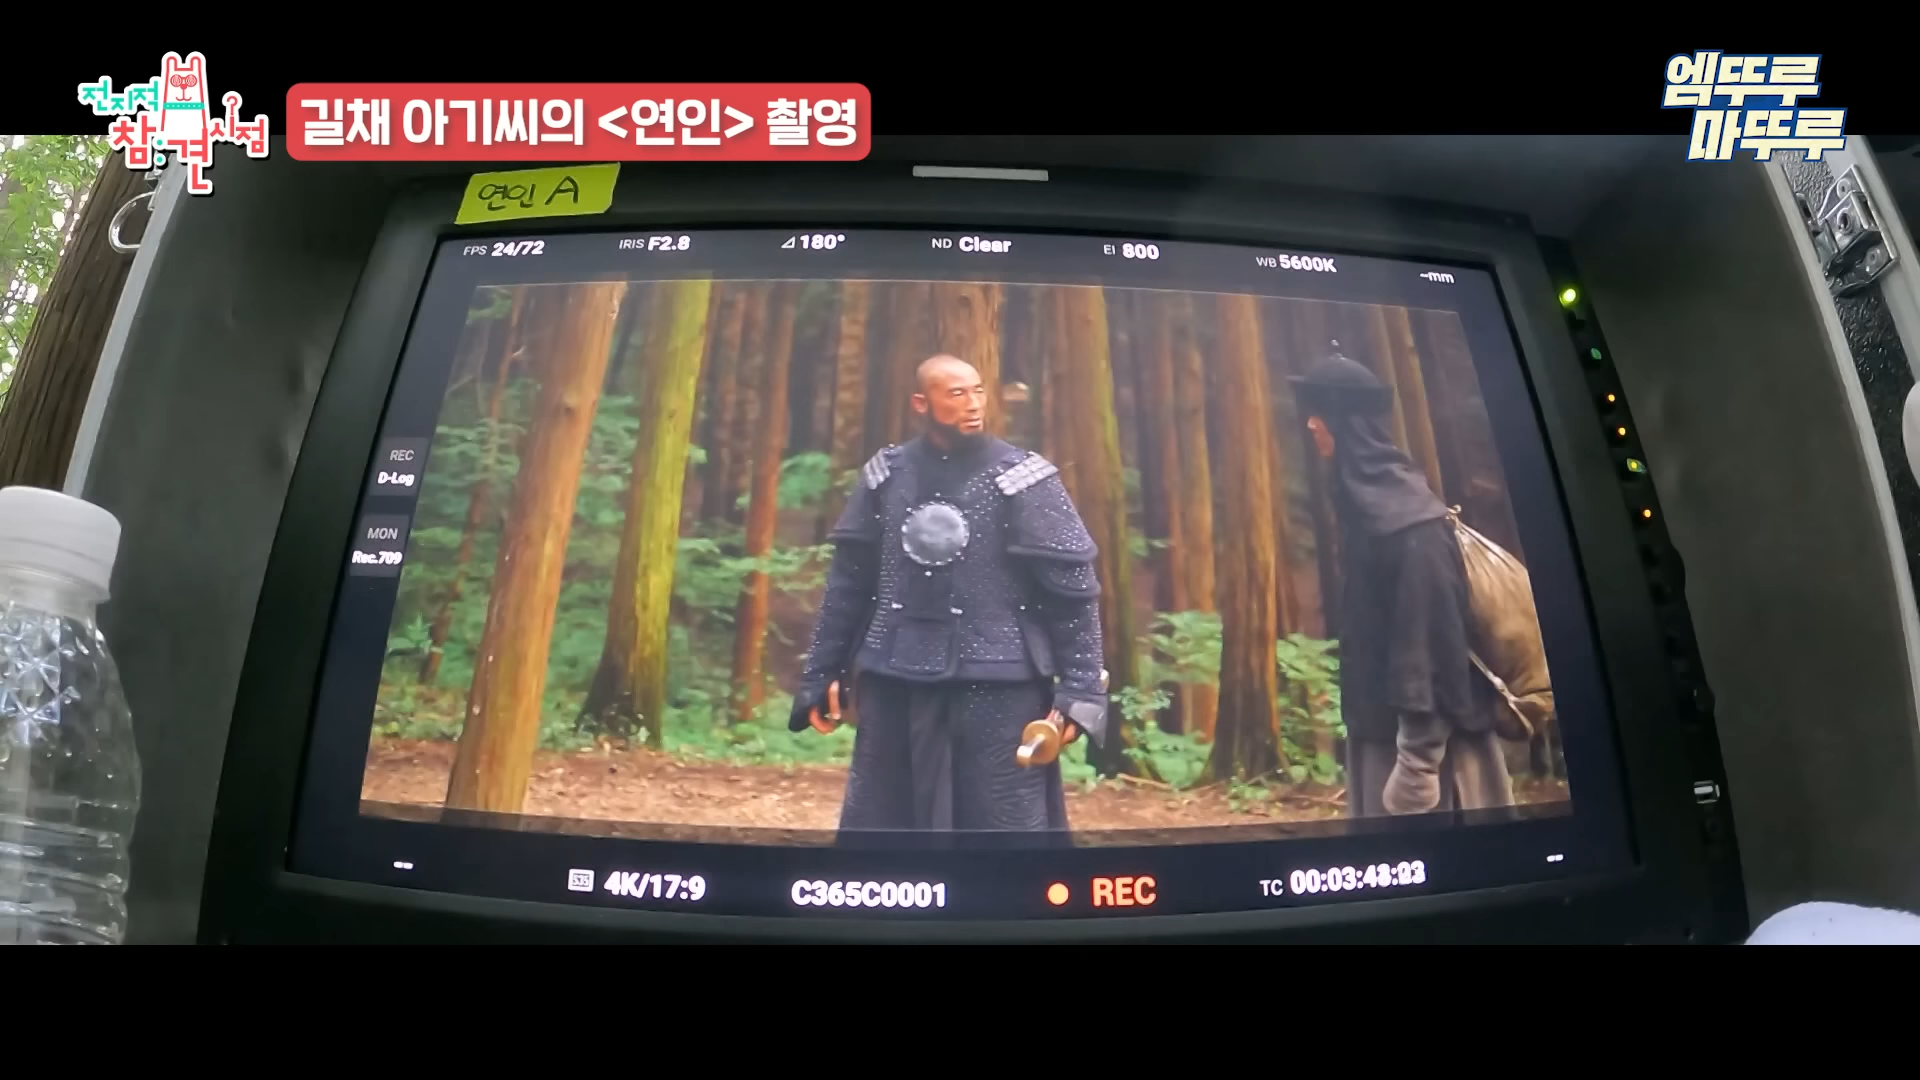 전지적
참견 시점
길채 아기씨의 <연인> 촬영
엠뚜루
마뚜루
연인 A
FPS 24/72
IRIS F2.8
⊿ 180°
ND Clear
EI 800
WB 5600K
--mm
REC
D-Log
MON
Rec.709
--
S35 4K/17:9
C365C0001
REC
TC 00:03:43:23
--